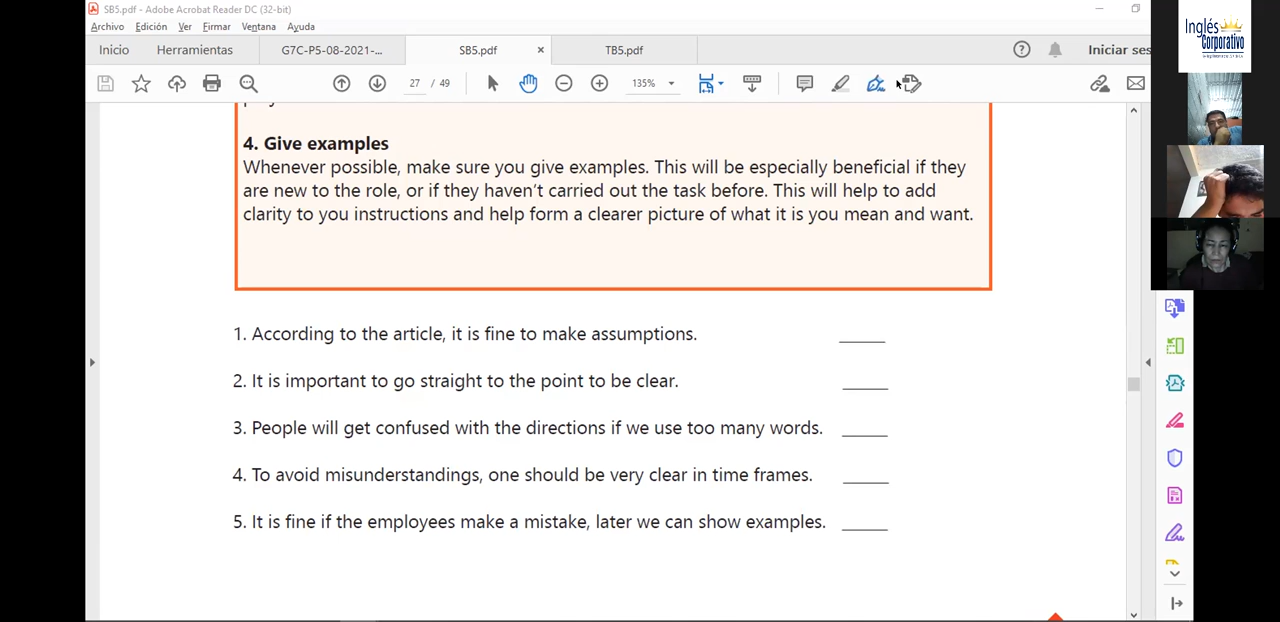 SB5.pdf - Adobe Acrobat Reader DC (32-bit)
Archivo Edición Ver Firmar Ventana Ayuda
Inicio Herramientas G7C-P5-08-2021-... SB5.pdf × TB5.pdf Iniciar ses
27 / 49 135%
4. Give examples
Whenever possible, make sure you give examples. This will be especially beneficial if they
are new to the role, or if they haven't carried out the task before. This will help to add
clarity to you instructions and help form a clearer picture of what it is you mean and want.
1. According to the article, it is fine to make assumptions. _____
2. It is important to go straight to the point to be clear. _____
3. People will get confused with the directions if we use too many words. _____
4. To avoid misunderstandings, one should be very clear in time frames. _____
5. It is fine if the employees make a mistake, later we can show examples. _____
Inglés
Corporativo